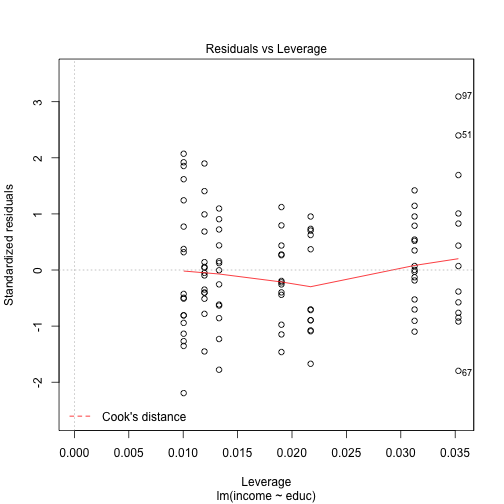 Residuals vs Leverage
Standardized residuals
3
2
1
0
-1
-2
97
51
67
Cook's distance
0.000 0.005 0.010 0.015 0.020 0.025 0.030 0.035
Leverage
lm(income ~ educ)